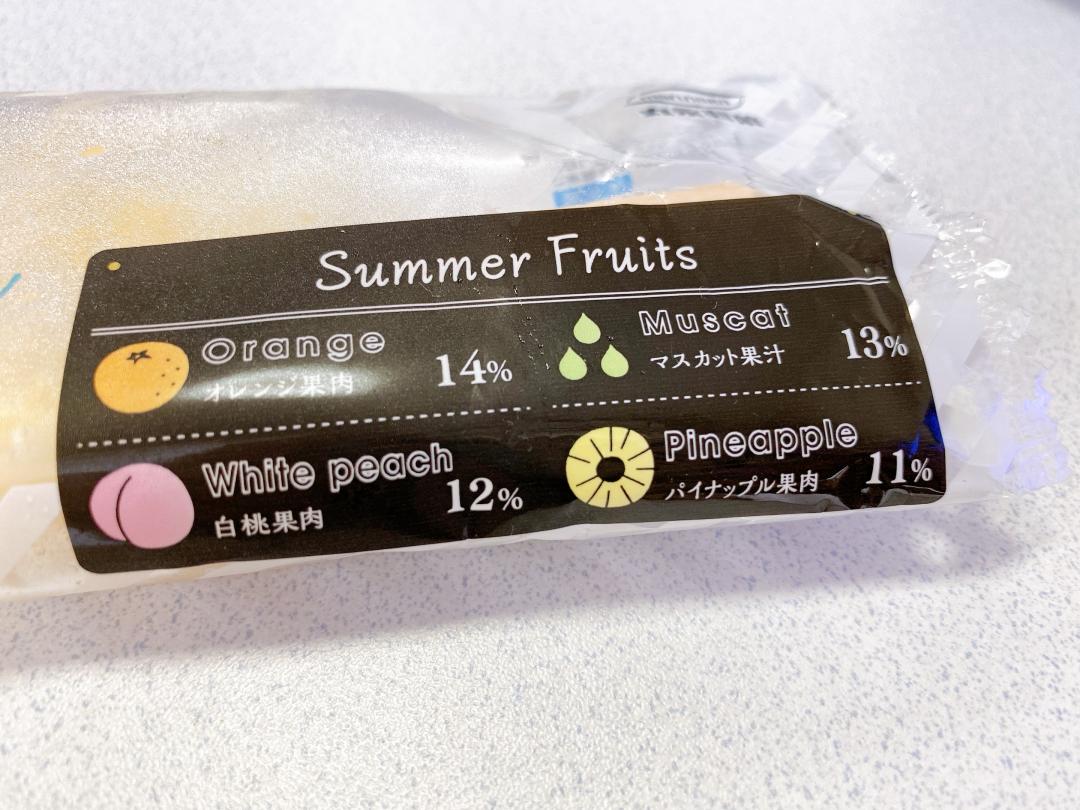 Summer Fruits
Orange
オレンジ果肉
14%
Muscat
マスカット果汁
13%
White peach
白桃果肉
12%
Pineapple
パイナップル果肉
11%